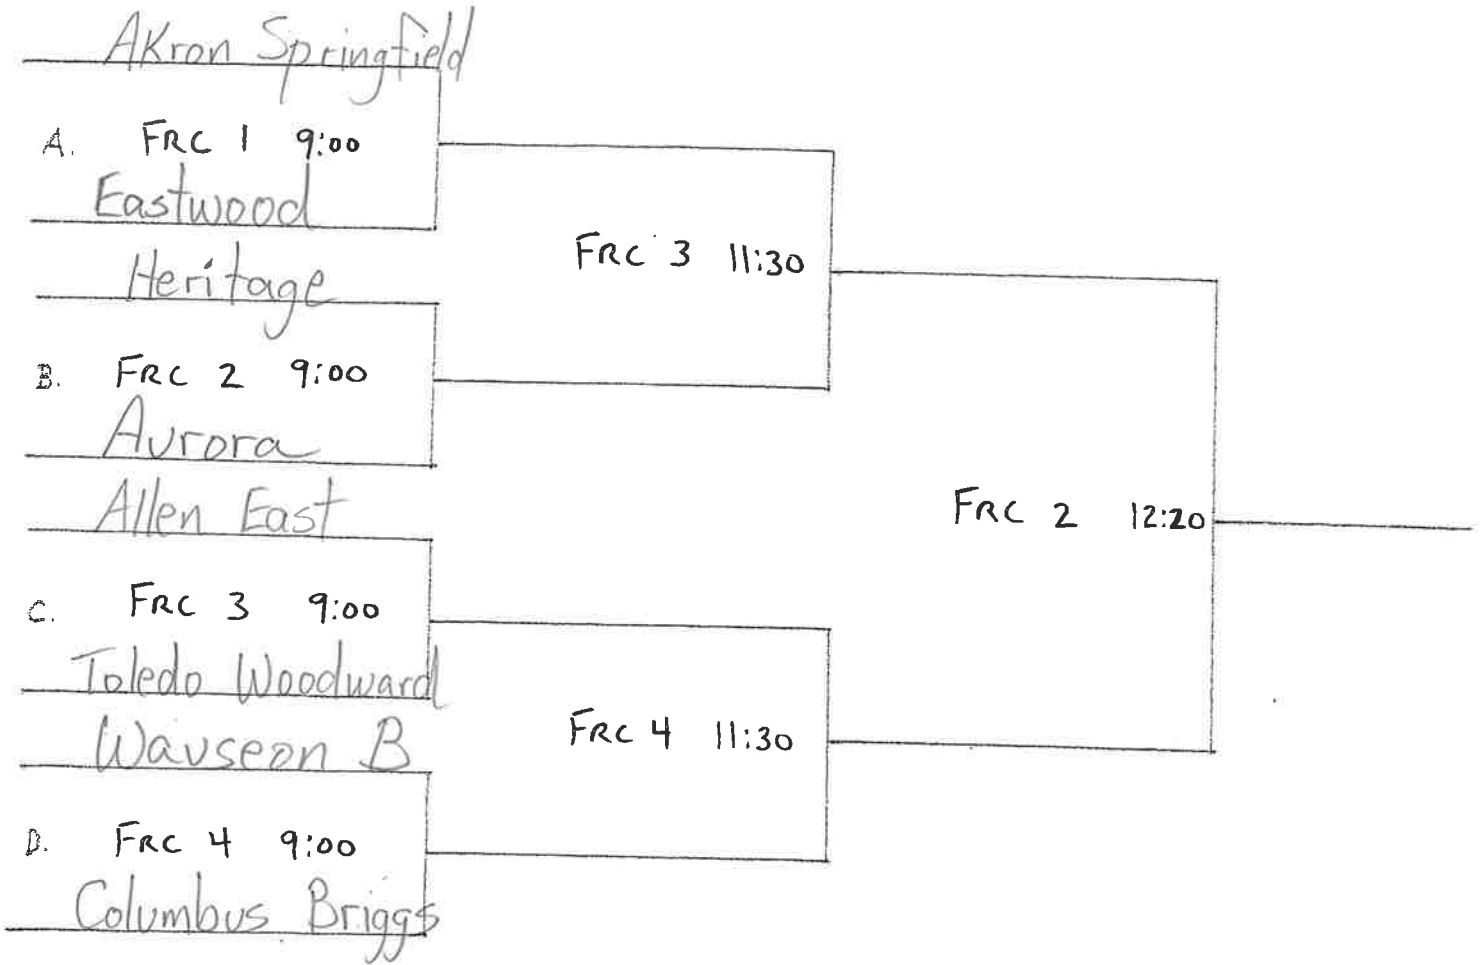 Akron Springfield
A. FRC 1 9:00
Eastwood
Heritage
FRC 3 11:30
B. FRC 2 9:00
Aurora
Allen East
FRC 2 12:20
C. FRC 3 9:00
Toledo Woodward
Wauseon B
FRC 4 11:30
D. FRC 4 9:00
Columbus Briggs